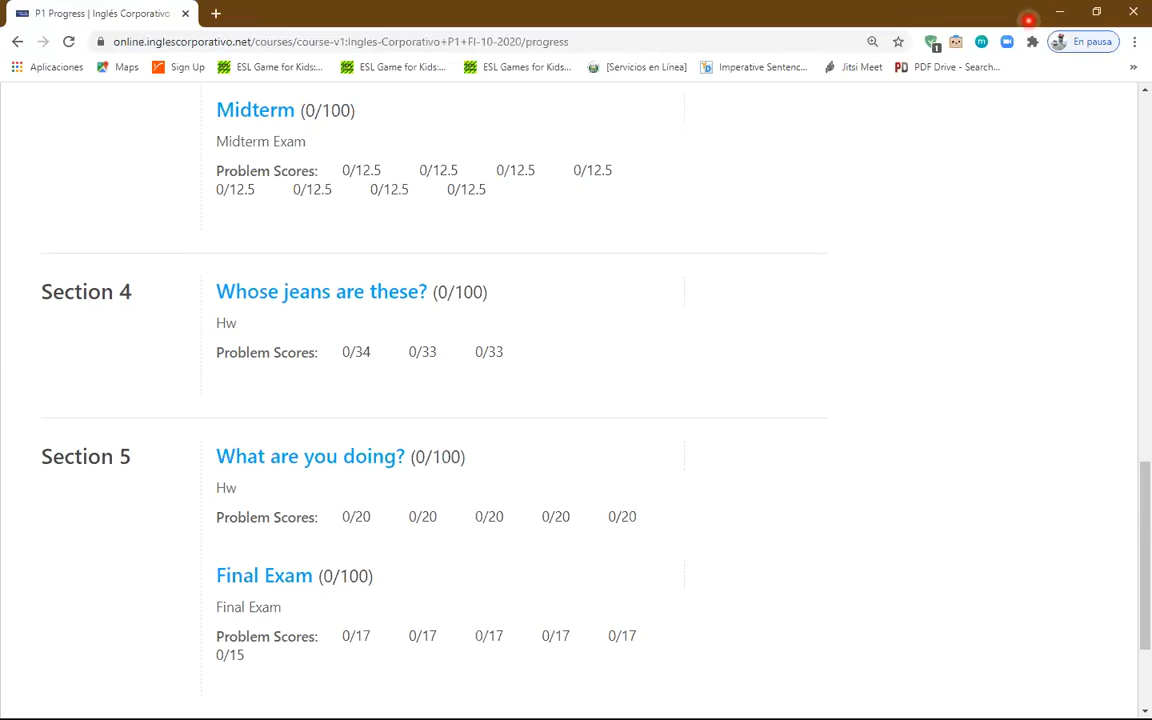 P1 Progress | Inglés Corporativo
online.inglescorporativo.net/courses/course-v1:Ingles-Corporativo+P1+FI-10-2020/progress
1
m
En pausa
Aplicaciones
Maps
Sign Up
ESL Game for Kids:...
ESL Game for Kids:...
ESL Games for Kids...
[Servicios en Línea]
Imperative Sentenc...
Jitsi Meet
PD
PDF Drive - Search...
Midterm (0/100)
Midterm Exam
Problem Scores: 0/12.5 0/12.5 0/12.5 0/12.5
0/12.5 0/12.5 0/12.5 0/12.5
Section 4
Whose jeans are these? (0/100)
Hw
Problem Scores: 0/34 0/33 0/33
Section 5
What are you doing? (0/100)
Hw
Problem Scores: 0/20 0/20 0/20 0/20 0/20
Final Exam (0/100)
Final Exam
Problem Scores: 0/17 0/17 0/17 0/17 0/17
0/15